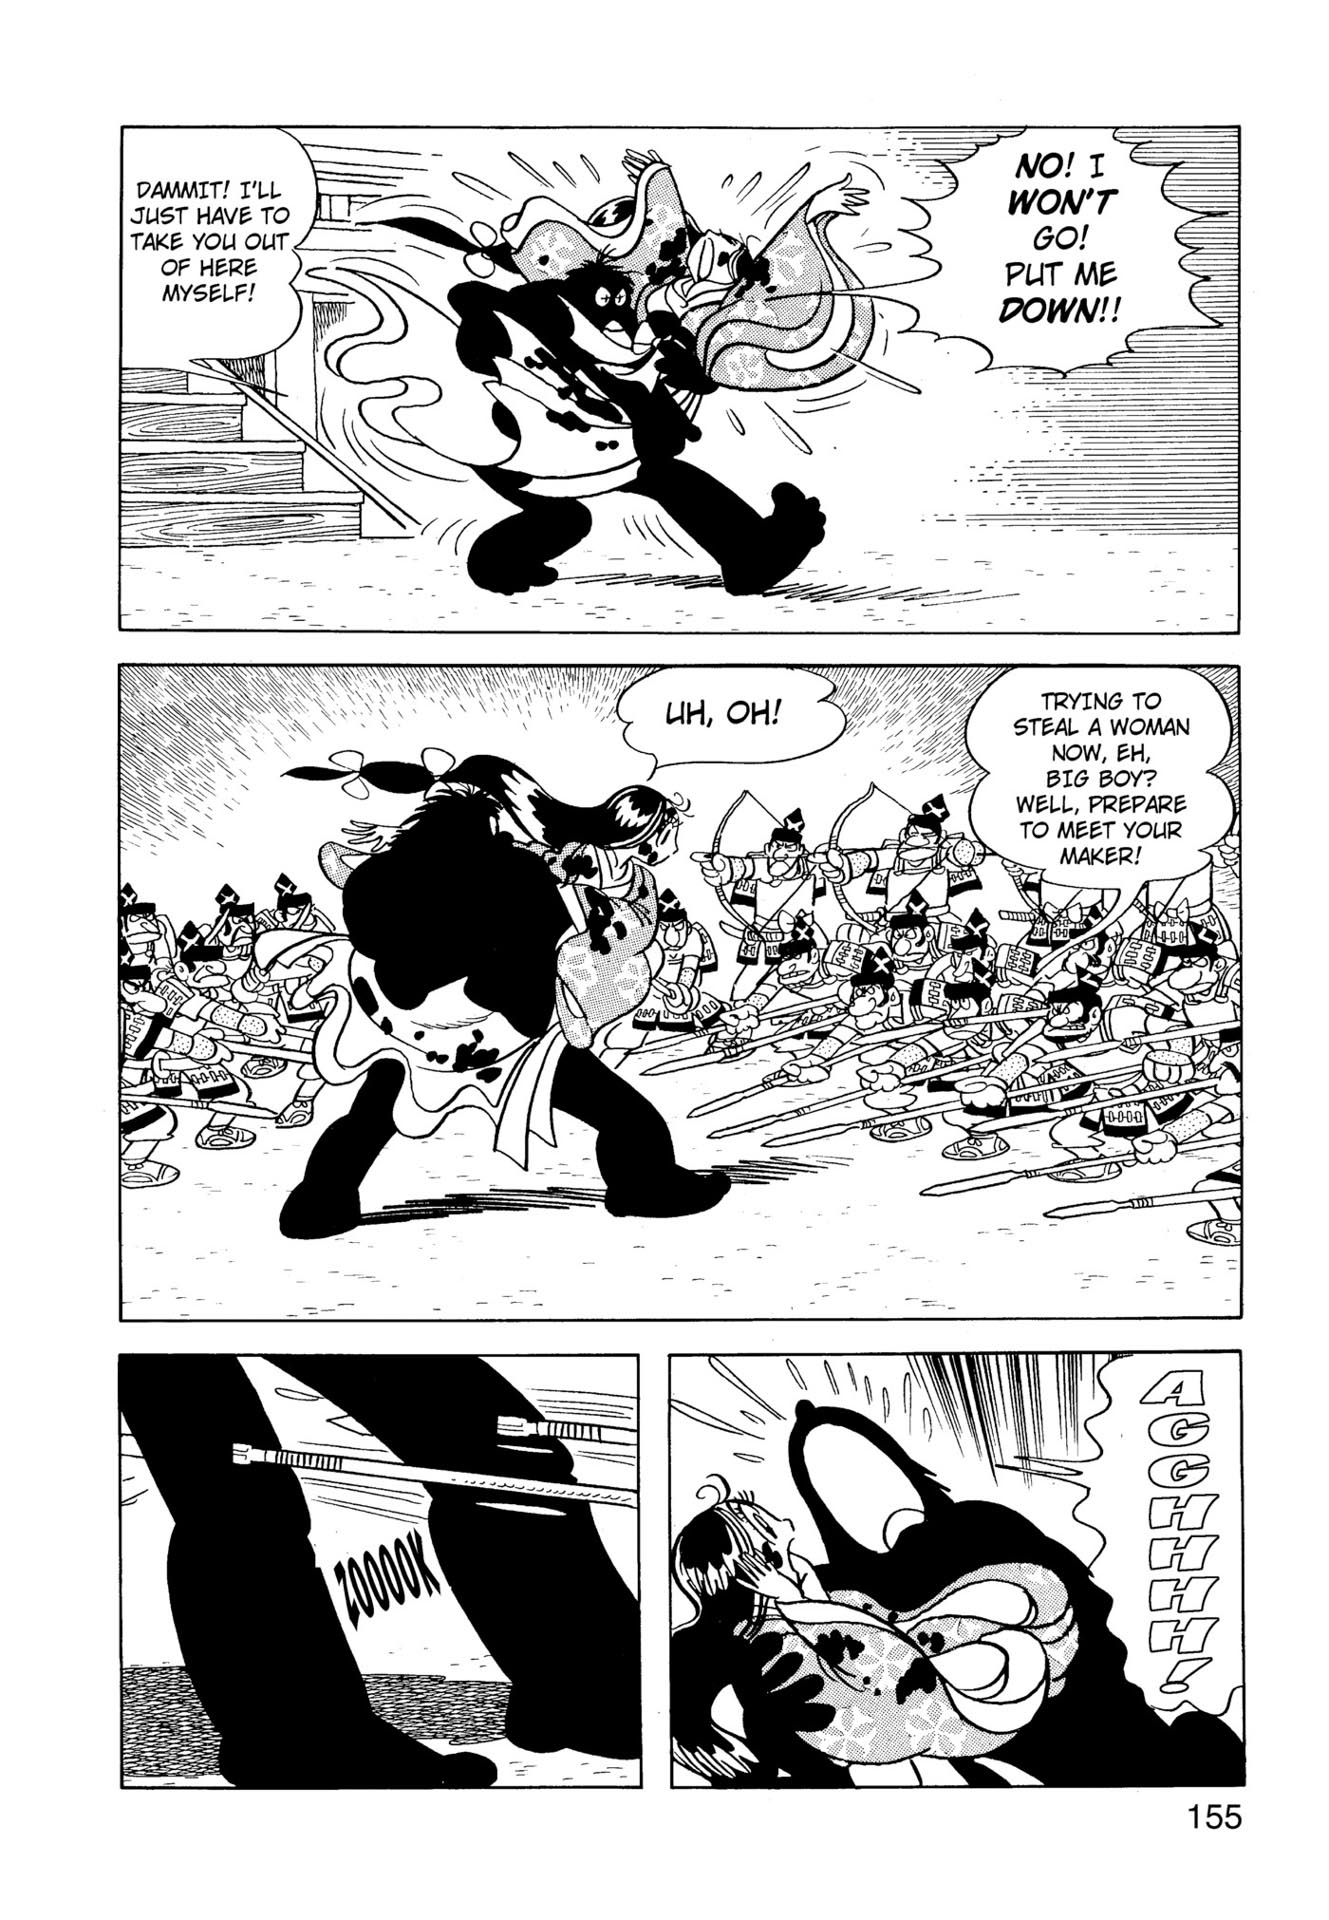 DAMMIT! I'LL
JUST HAVE TO
TAKE YOU OUT
OF HERE
MYSELF!
NO! I
WON'T
GO!
PUT ME
DOWN!!
UH, OH!
TRYING TO
STEAL A WOMAN
NOW, EH,
BIG BOY?
WELL, PREPARE
TO MEET YOUR
MAKER!
ZOOOOK
AGGHHHH!
155